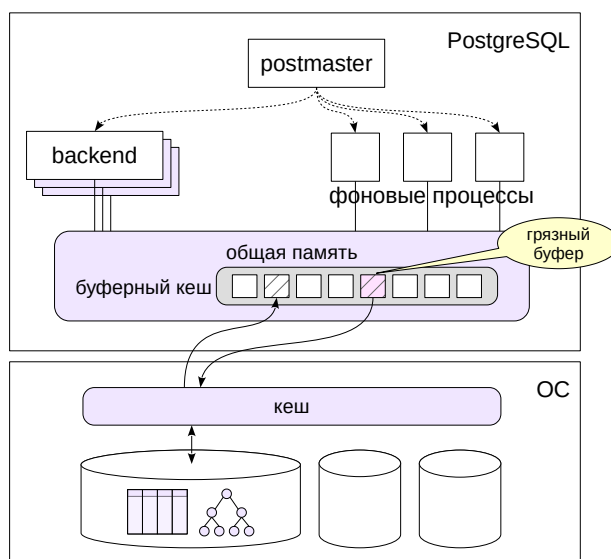 PostgreSQL
postmaster
backend
фоновые процессы
общая память
грязный
буфер
буферный кеш
ОС
кеш